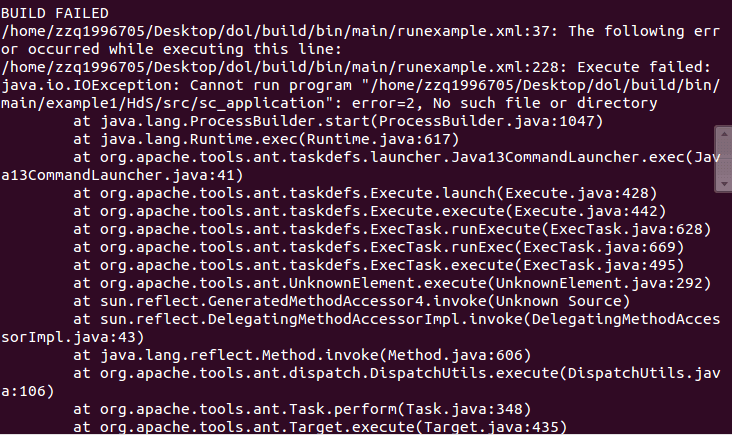 BUILD FAILED
/home/zzq1996705/Desktop/dol/build/bin/main/runexample.xml:37: The following err
or occurred while executing this line:
/home/zzq1996705/Desktop/dol/build/bin/main/runexample.xml:228: Execute failed:
java.io.IOException: Cannot run program "/home/zzq1996705/Desktop/dol/build/bin/
main/example1/HdS/src/sc_application": error=2, No such file or directory
        at java.lang.ProcessBuilder.start(ProcessBuilder.java:1047)
        at java.lang.Runtime.exec(Runtime.java:617)
        at org.apache.tools.ant.taskdefs.launcher.Java13CommandLauncher.exec(Jav
a13CommandLauncher.java:41)
        at org.apache.tools.ant.taskdefs.Execute.launch(Execute.java:428)
        at org.apache.tools.ant.taskdefs.Execute.execute(Execute.java:442)
        at org.apache.tools.ant.taskdefs.ExecTask.runExecute(ExecTask.java:628)
        at org.apache.tools.ant.taskdefs.ExecTask.runExec(ExecTask.java:669)
        at org.apache.tools.ant.taskdefs.ExecTask.execute(ExecTask.java:495)
        at org.apache.tools.ant.UnknownElement.execute(UnknownElement.java:292)
        at sun.reflect.GeneratedMethodAccessor4.invoke(Unknown Source)
        at sun.reflect.DelegatingMethodAccessorImpl.invoke(DelegatingMethodAcces
sorImpl.java:43)
        at java.lang.reflect.Method.invoke(Method.java:606)
        at org.apache.tools.ant.dispatch.DispatchUtils.execute(DispatchUtils.jav
a:106)
        at org.apache.tools.ant.Task.perform(Task.java:348)
        at org.apache.tools.ant.Target.execute(Target.java:435)